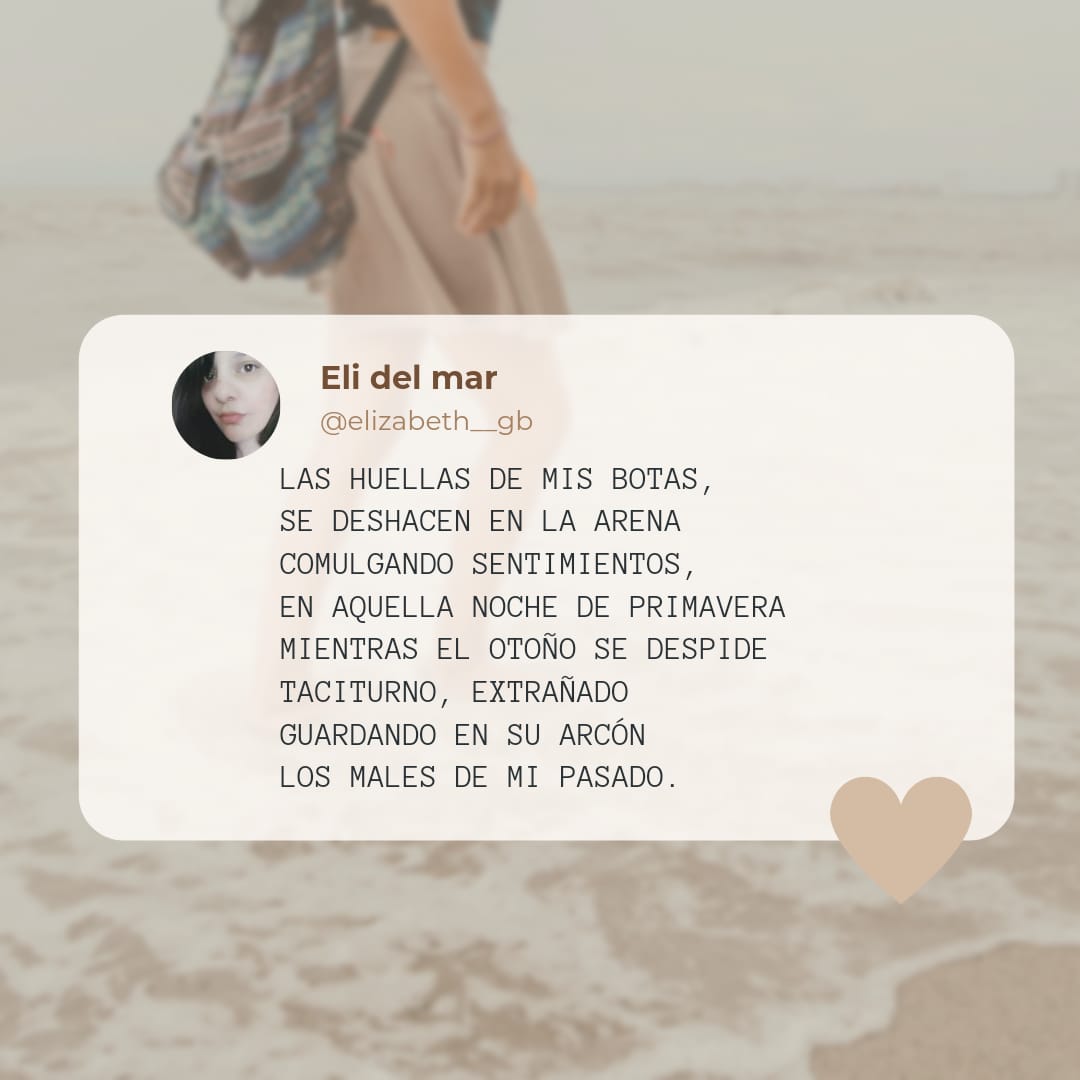 Eli del mar
@elizabeth__gb
LAS HUELLAS DE MIS BOTAS,
SE DESHACEN EN LA ARENA
COMULGANDO SENTIMIENTOS,
EN AQUELLA NOCHE DE PRIMAVERA
MIENTRAS EL OTOÑO SE DESPIDE
TACITURNO, EXTRAÑADO
GUARDANDO EN SU ARCÓN
LOS MALES DE MI PASADO.